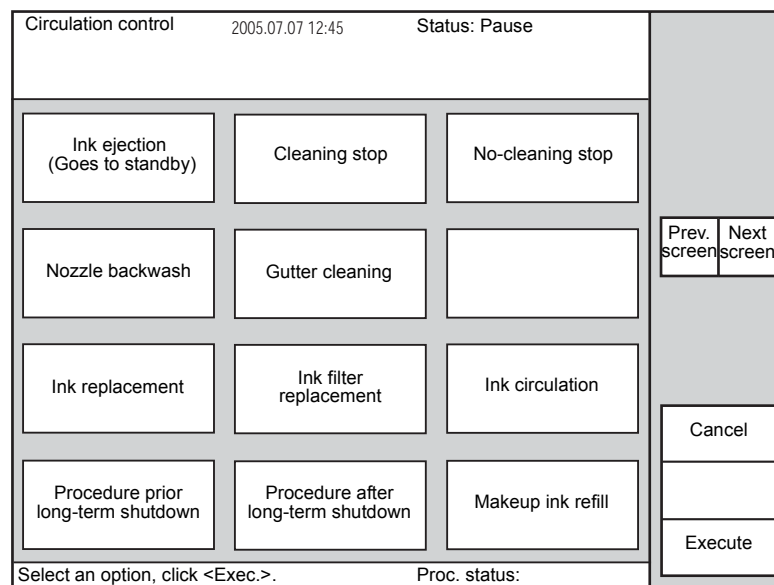 Circulation control 2005.07.07 12:45 Status: Pause
Ink ejection
(Goes to standby)
Cleaning stop
No-cleaning stop
Prev. screen
Next screen
Nozzle backwash
Gutter cleaning
Ink replacement
Ink filter
replacement
Ink circulation
Cancel
Procedure prior
long-term shutdown
Procedure after
long-term shutdown
Makeup ink refill
Execute
Select an option, click <Exec.>. Proc. status: